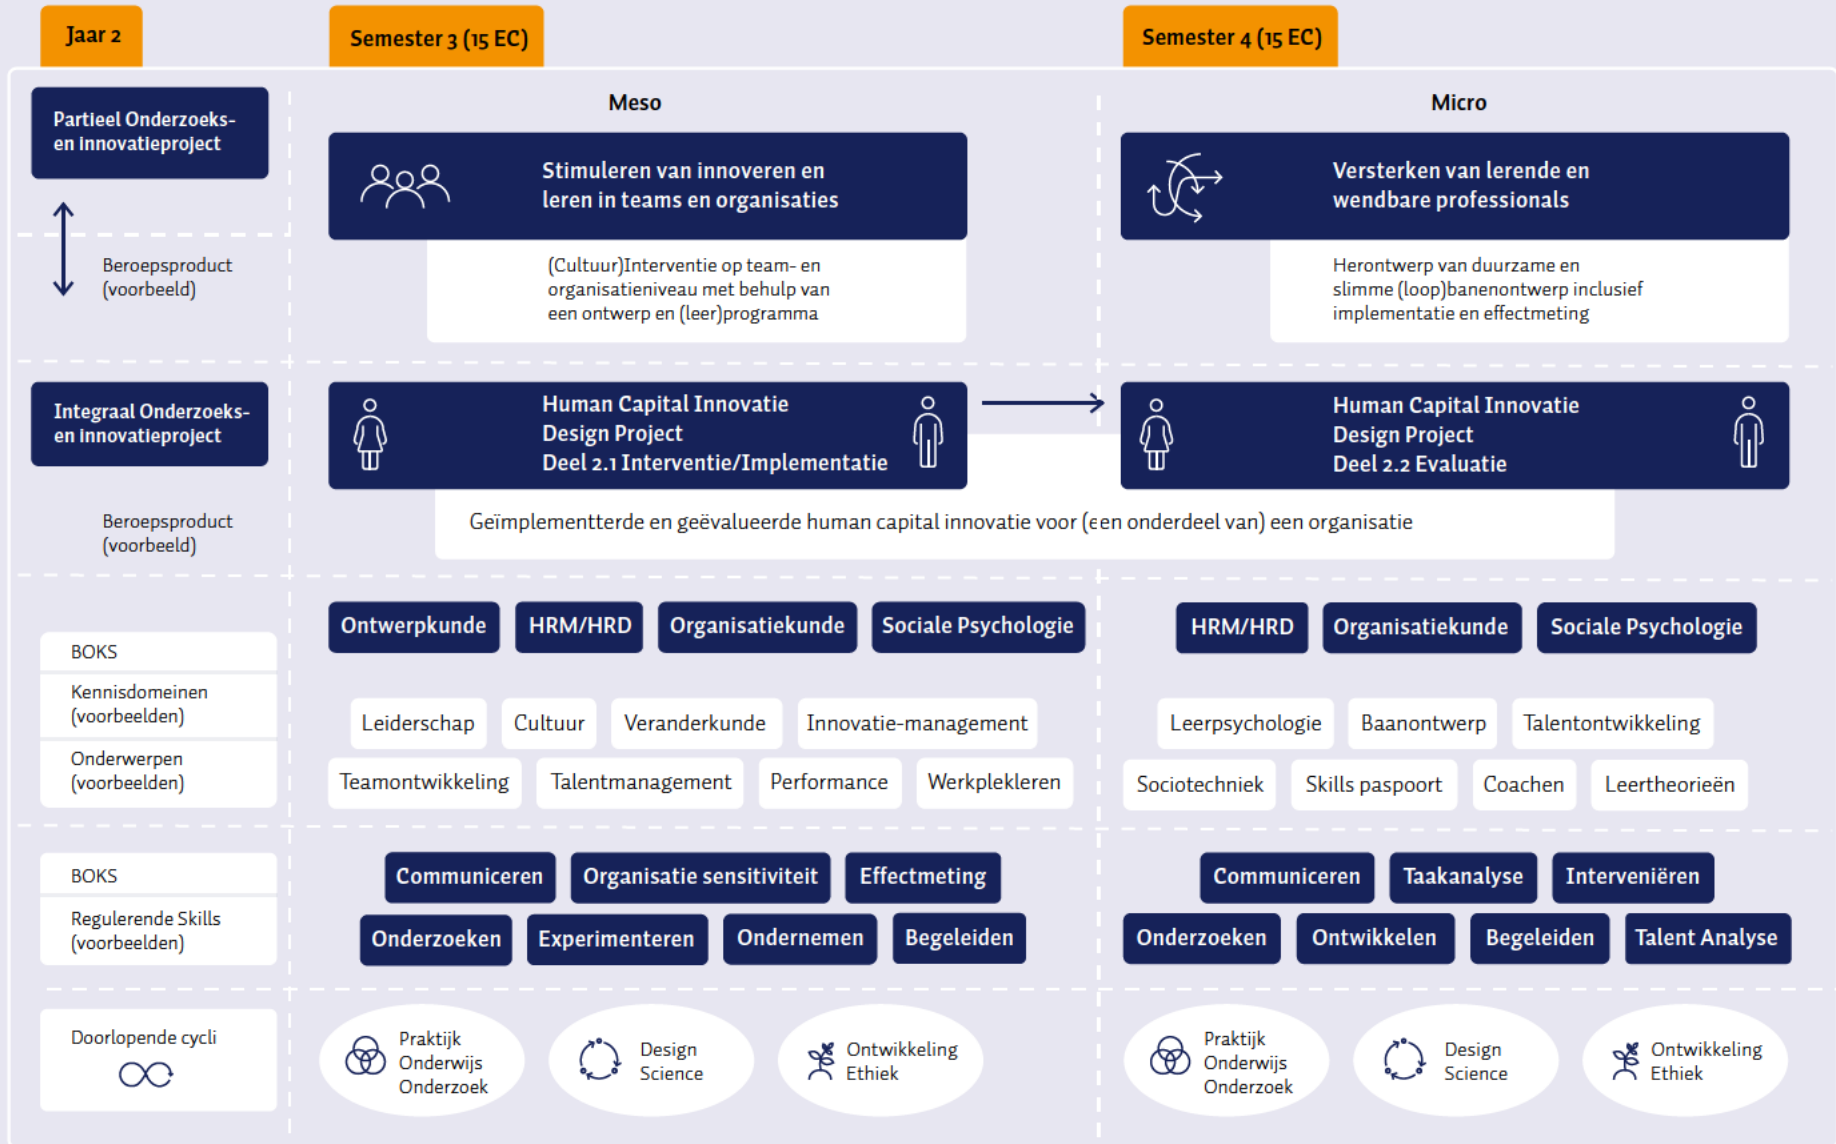 Jaar 2
Semester 3 (15 EC)
Semester 4 (15 EC)
Partieel Onderzoeks-
en innovatieproject
Meso
Micro
Stimuleren van innoveren en
leren in teams en organisaties
Versterken van lerende en
wendbare professionals
Beroepsproduct
(voorbeeld)
(Cultuur)Interventie op team- en
organisatieniveau met behulp van
een ontwerp en (leer)programma
Herontwerp van duurzame en
slimme (loop)banenontwerp inclusief
implementatie en effectmeting
Integraal Onderzoeks-
en innovatieproject
Human Capital Innovatie
Design Project
Deel 2.1 Interventie/Implementatie
Human Capital Innovatie
Design Project
Deel 2.2 Evaluatie
Beroepsproduct
(voorbeeld)
Geïmplementterde en geëvalueerde human capital innovatie voor (een onderdeel van) een organisatie
BOKS
Kennisdomeinen
(voorbeelden)
Onderwerpen
(voorbeelden)
Ontwerpkunde
HRM/HRD
Organisatiekunde
Sociale Psychologie
Leiderschap
Cultuur
Veranderkunde
Innovatie-management
Teamontwikkeling
Talentmanagement
Performance
Werkplekleren
HRM/HRD
Organisatiekunde
Sociale Psychologie
Leerpsychologie
Baanontwerp
Talentontwikkeling
Sociotechniek
Skills paspoort
Coachen
Leertheorieën
BOKS
Regulerende Skills
(voorbeelden)
Communiceren
Organisatie sensitiviteit
Effectmeting
Onderzoeken
Experimenteren
Ondernemen
Begeleiden
Communiceren
Taakanalyse
Interveniëren
Onderzoeken
Ontwikkelen
Begeleiden
Talent Analyse
Doorlopende cycli
Praktijk
Onderwijs
Onderzoek
Design
Science
Ontwikkeling
Ethiek
Praktijk
Onderwijs
Onderzoek
Design
Science
Ontwikkeling
Ethiek